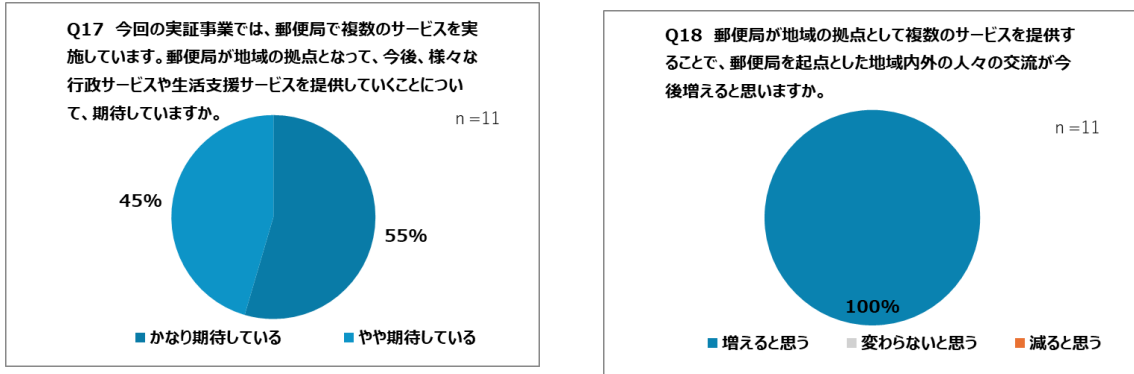 Q17 今回の実証事業では、郵便局で複数のサービスを実
施しています。郵便局が地域の拠点となって、今後、様々な
行政サービスや生活支援サービスを提供していくことについ
て、期待していますか。
n=11
45%
55%
かなり期待している やや期待している
Q18 郵便局が地域の拠点として複数のサービスを提供す
ることで、郵便局を起点とした地域内外の人々の交流が今
後増えると思いますか。
n=11
100%
増えると思う 変わらないと思う 減ると思う